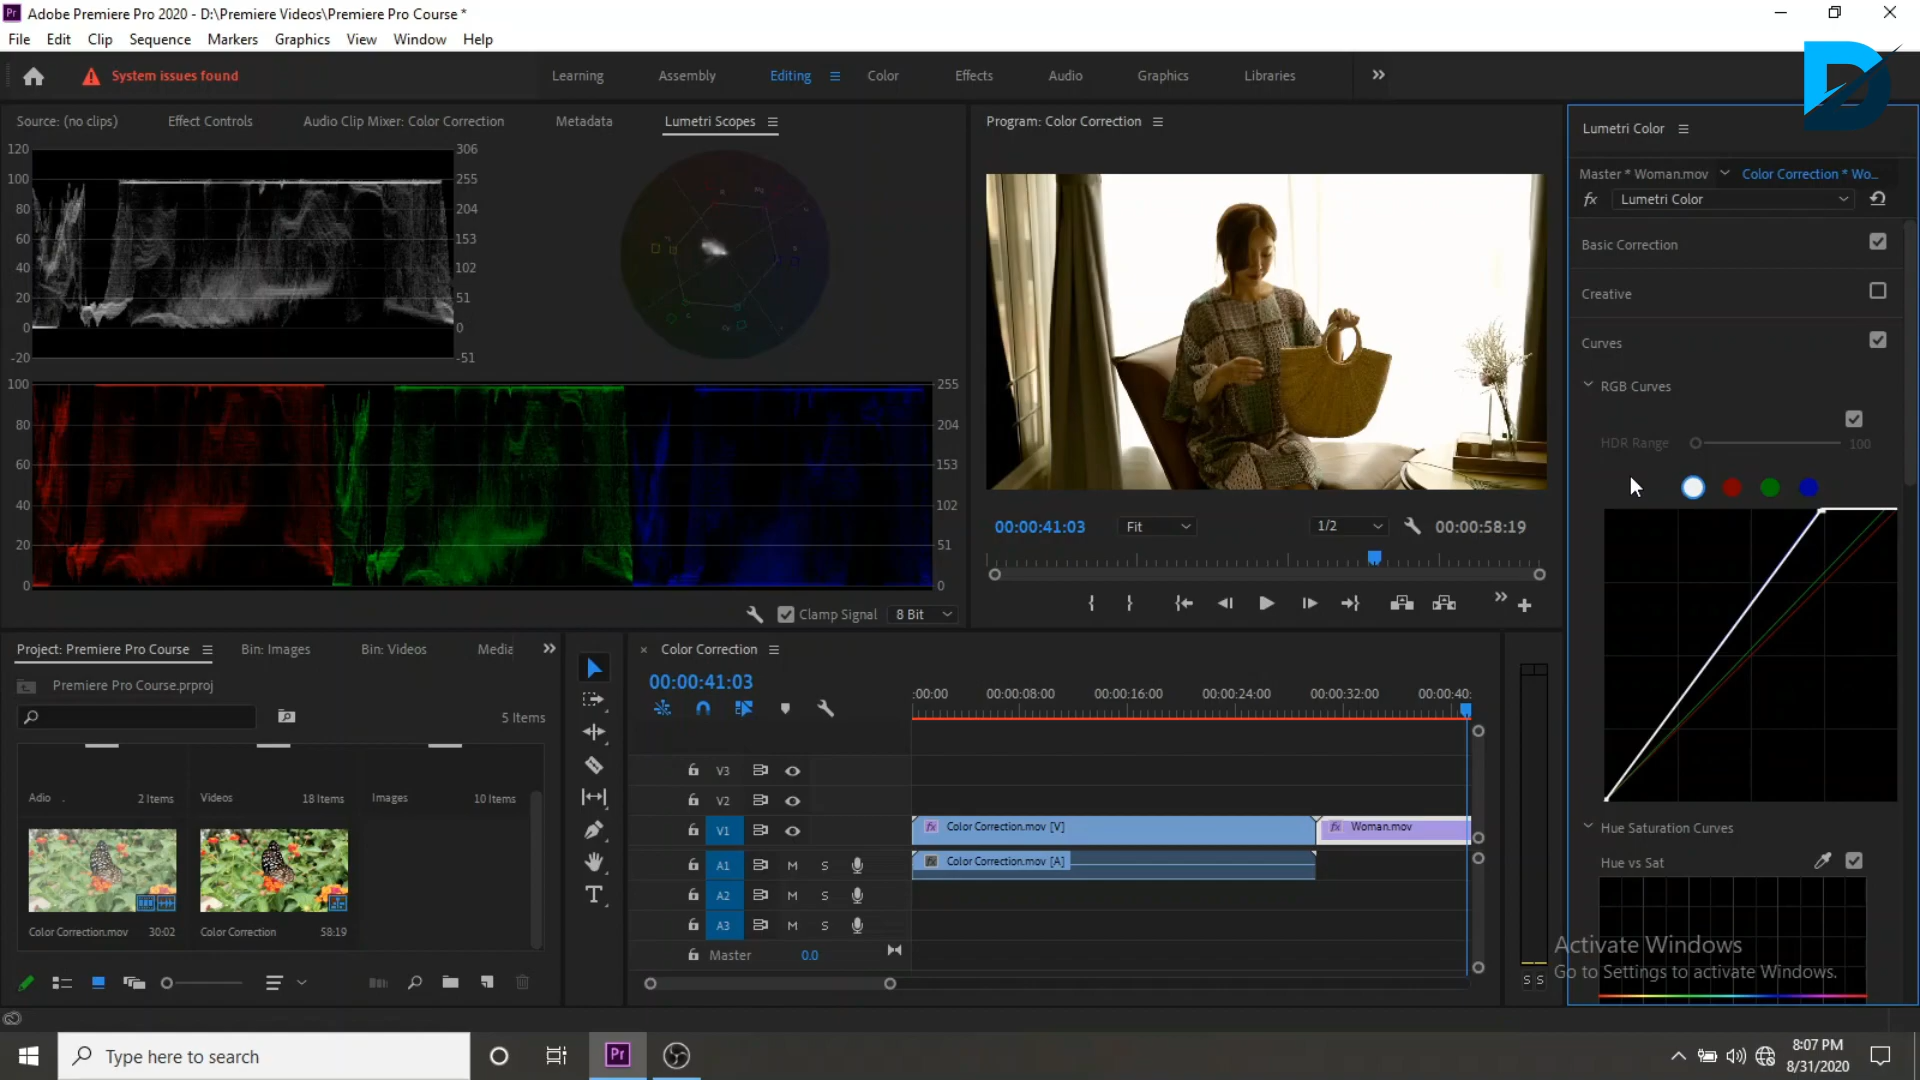 Adobe Premiere Pro 2020 - D:\Premiere Videos\Premiere Pro Course *
File Edit Clip Sequence Markers Graphics View Window Help
System issues found
Learning Assembly Editing Color Effects Audio Graphics Libraries
Source: (no clips) Effect Controls Audio Clip Mixer: Color Correction Metadata Lumetri Scopes
120 306
100 255
80 204
60 153
40 102
20 51
0 0
-20 -51
100 255
80 204
60 153
40 102
20 51
0 0
Clamp Signal 8 Bit
Program: Color Correction
00:00:41:03 Fit 1/2 00:00:58:19
Lumetri Color
Master * Woman.mov Color Correction * Wo...
fx Lumetri Color
Basic Correction
Creative
Curves
RGB Curves
HDR Range 100
Hue Saturation Curves
Hue vs Sat
Project: Premiere Pro Course Bin: Images Bin: Videos Media
Premiere Pro Course.prproj
5 Items
Adio . 2 Items Videos 18 Items Images 10 Items
Color Correction.mov 30:02 Color Correction 58:19
Color Correction
00:00:41:03
:00:00 00:00:08:00 00:00:16:00 00:00:24:00 00:00:32:00 00:00:40:
V3
V2
V1 fx Color Correction.mov [V] fx Woman.mov
A1 M S fx Color Correction.mov [A]
A2 M S
A3 M S
Master 0.0
S S
Activate Windows
Go to Settings to activate Windows.
Type here to search
Pr
8:07 PM
8/31/2020